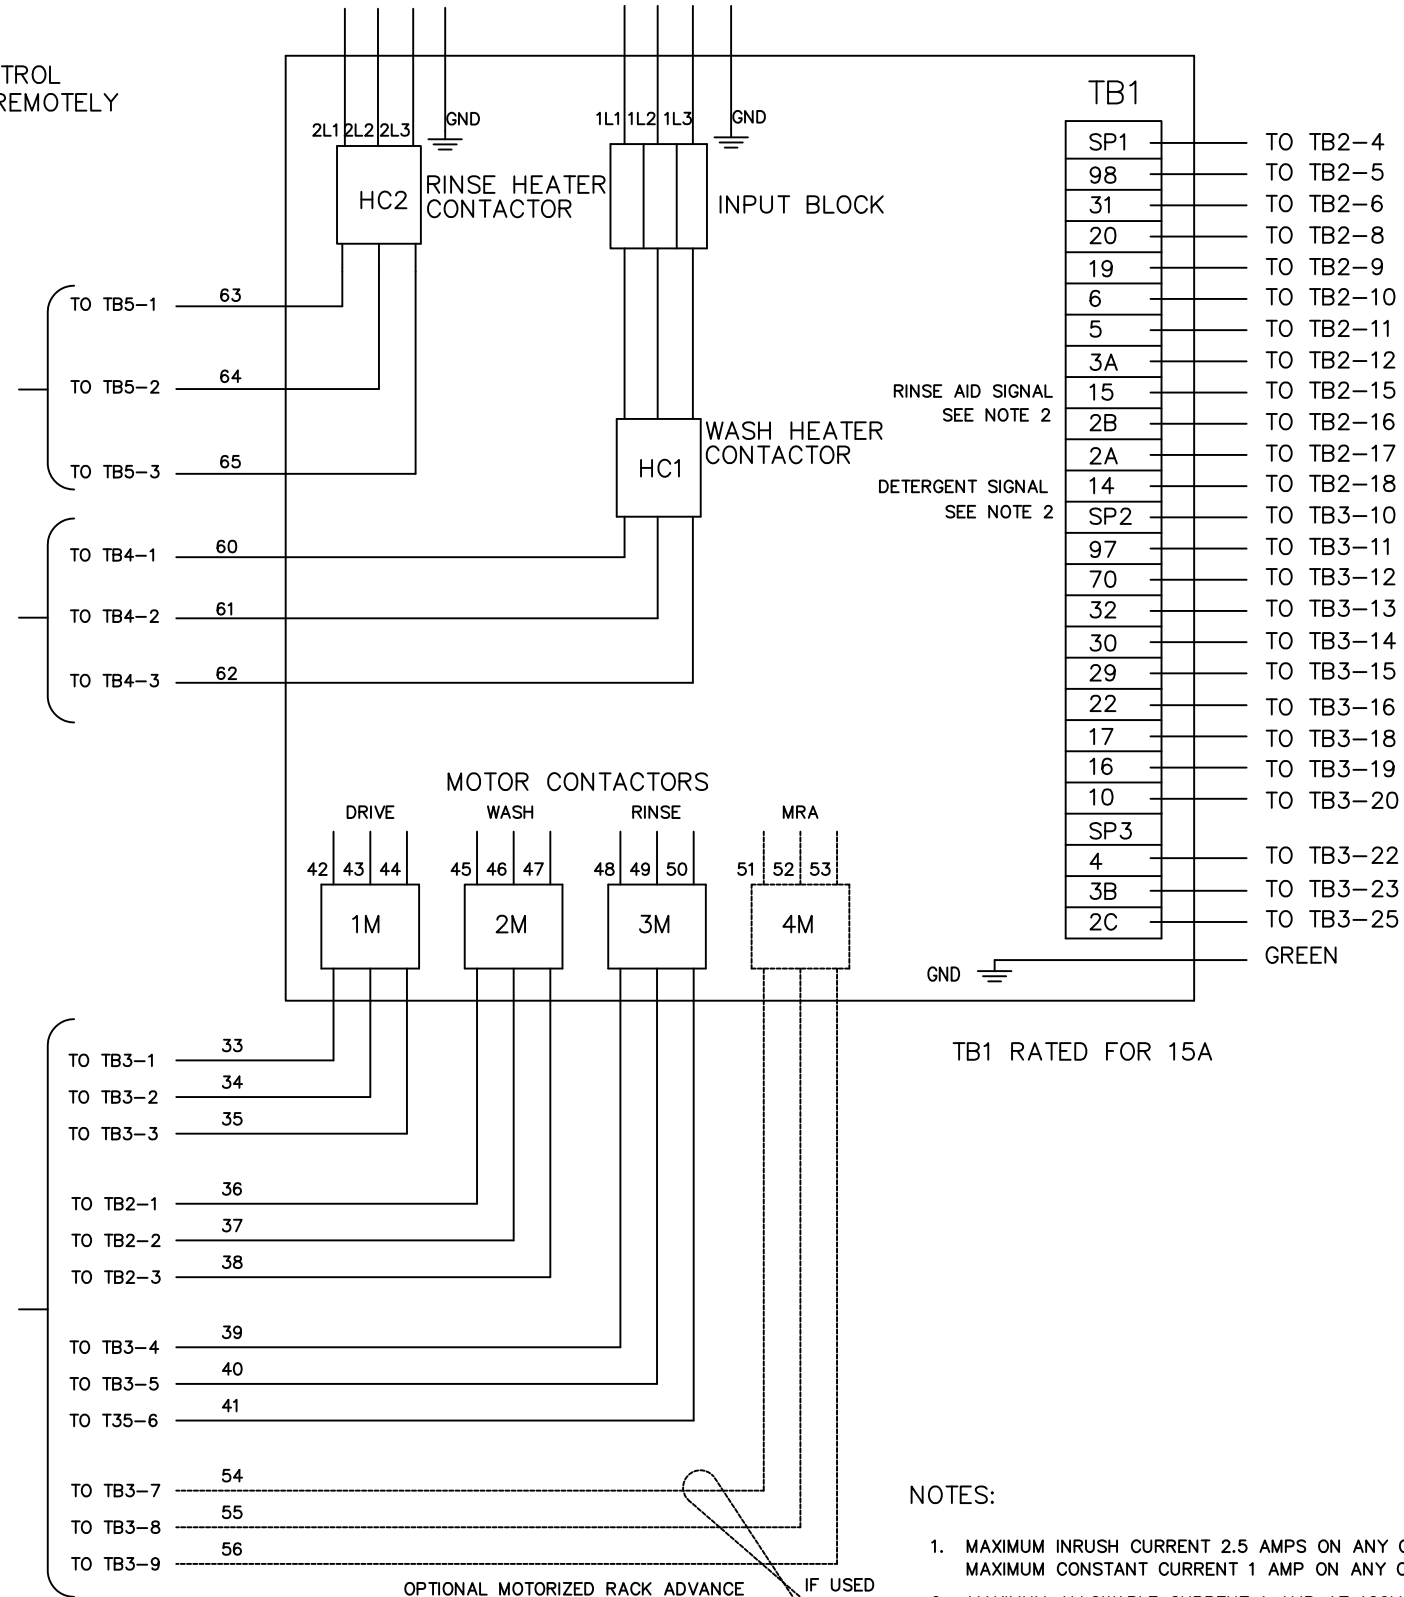 TROL
REMOTELY
2L1 2L2 2L3
GND
1L1 1L2 1L3
GND
HC2
RINSE HEATER
CONTACTOR
INPUT BLOCK
TO TB5-1 63
TO TB5-2 64
TO TB5-3 65
HC1
WASH HEATER
CONTACTOR
TO TB4-1 60
TO TB4-2 61
TO TB4-3 62
TB1
SP1 TO TB2-4
98 TO TB2-5
31 TO TB2-6
20 TO TB2-8
19 TO TB2-9
6 TO TB2-10
5 TO TB2-11
3A TO TB2-12
RINSE AID SIGNAL
SEE NOTE 2
15 TO TB2-15
2B TO TB2-16
2A TO TB2-17
DETERGENT SIGNAL
SEE NOTE 2
14 TO TB2-18
SP2 TO TB3-10
97 TO TB3-11
70 TO TB3-12
32 TO TB3-13
30 TO TB3-14
29 TO TB3-15
22 TO TB3-16
17 TO TB3-18
16 TO TB3-19
10 TO TB3-20
SP3
4 TO TB3-22
3B TO TB3-23
2C TO TB3-25
GND GREEN
TB1 RATED FOR 15A
MOTOR CONTACTORS
DRIVE WASH RINSE MRA
42 43 44 45 46 47 48 49 50 51 52 53
1M 2M 3M 4M
TO TB3-1 33
TO TB3-2 34
TO TB3-3 35
TO TB2-1 36
TO TB2-2 37
TO TB2-3 38
TO TB3-4 39
TO TB3-5 40
TO T35-6 41
TO TB3-7 54
TO TB3-8 55
TO TB3-9 56
OPTIONAL MOTORIZED RACK ADVANCE IF USED
NOTES:
1. MAXIMUM INRUSH CURRENT 2.5 AMPS ON ANY
MAXIMUM CONSTANT CURRENT 1 AMP ON ANY